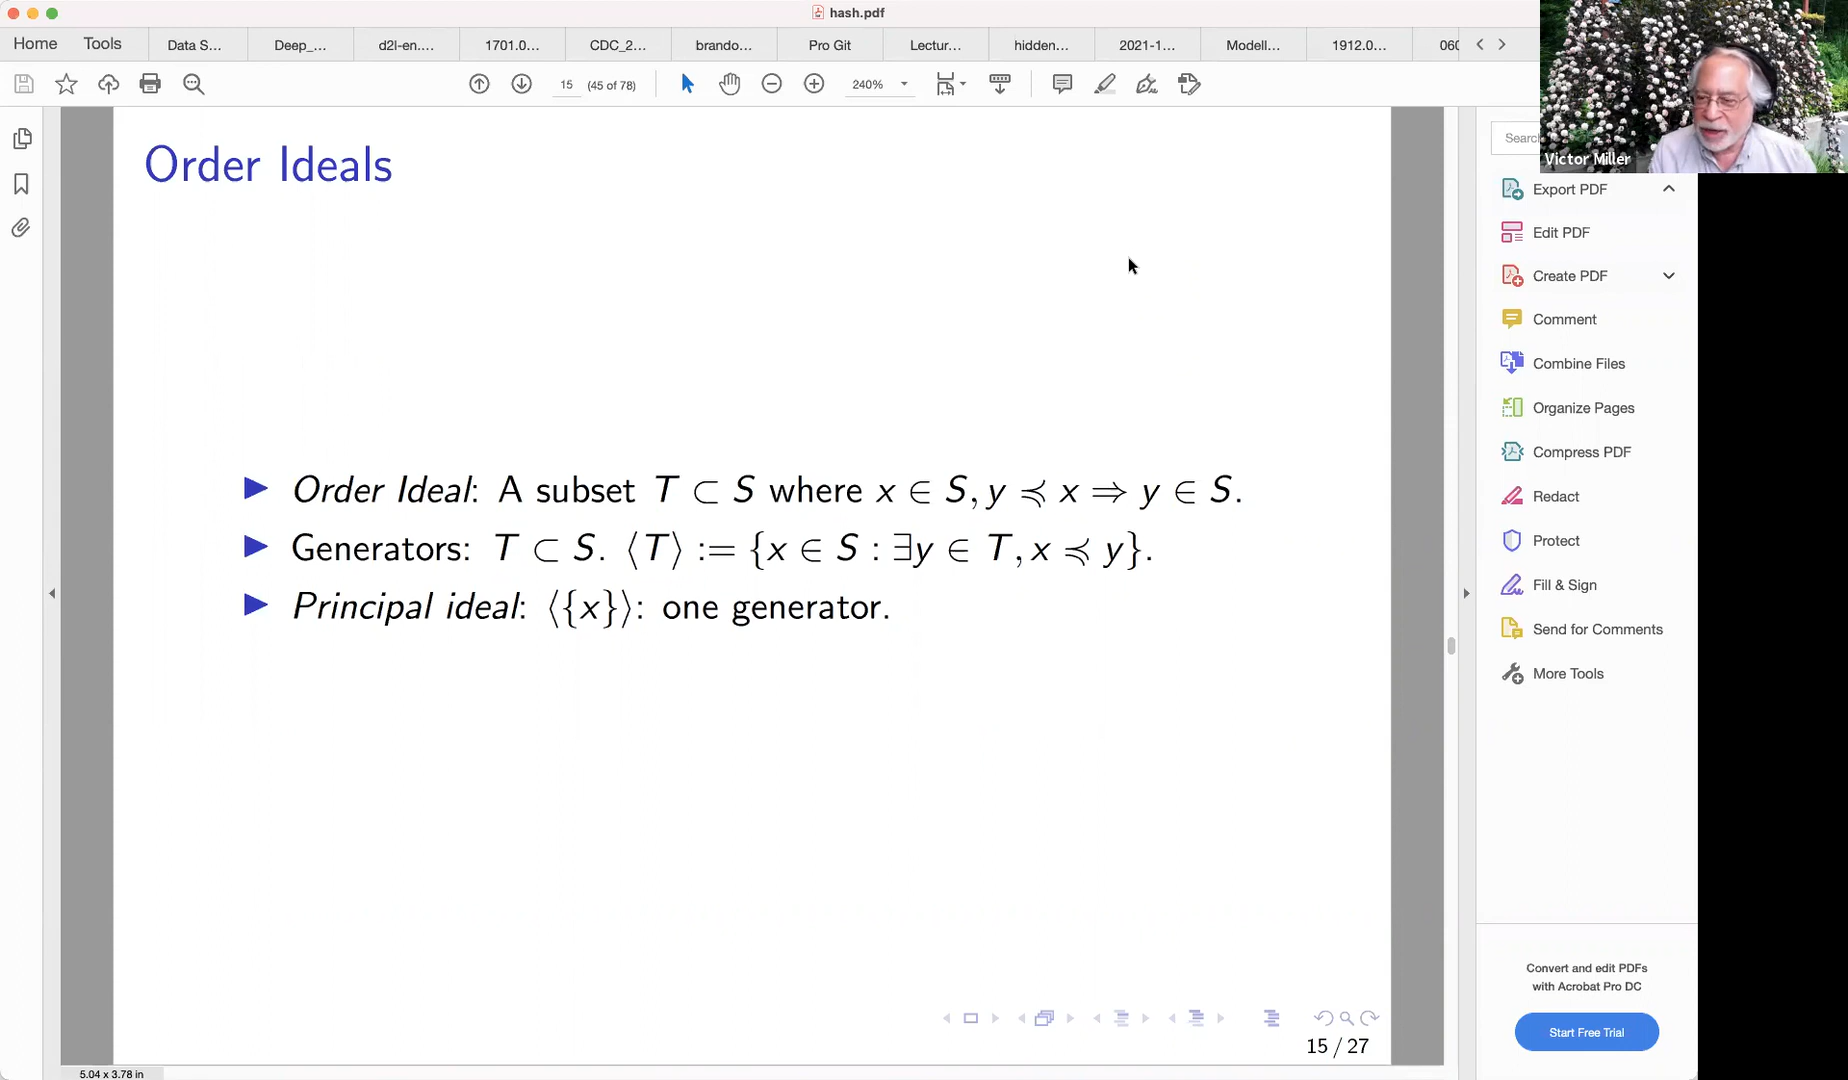 hash.pdf
Home Tools Data S... Deep_... d2l-en.... 1701.0... CDC_2... brando... Pro Git Lectur... hidden... 2021-1... Modell... 1912.0... 060
15 (45 of 78) 240%
Victor Miller
Order Ideals
▶ Order Ideal: A subset T ⊂ S where x ∈ S, y ≼ x ⇒ y ∈ S.
▶ Generators: T ⊂ S. ⟨T⟩ := {x ∈ S : ∃y ∈ T, x ≼ y}.
▶ Principal ideal: ⟨{x}⟩: one generator.
15 / 27
5.04 x 3.78 in
Searc
Export PDF
Edit PDF
Create PDF
Comment
Combine Files
Organize Pages
Compress PDF
Redact
Protect
Fill & Sign
Send for Comments
More Tools
Convert and edit PDFs
with Acrobat Pro DC
Start Free Trial